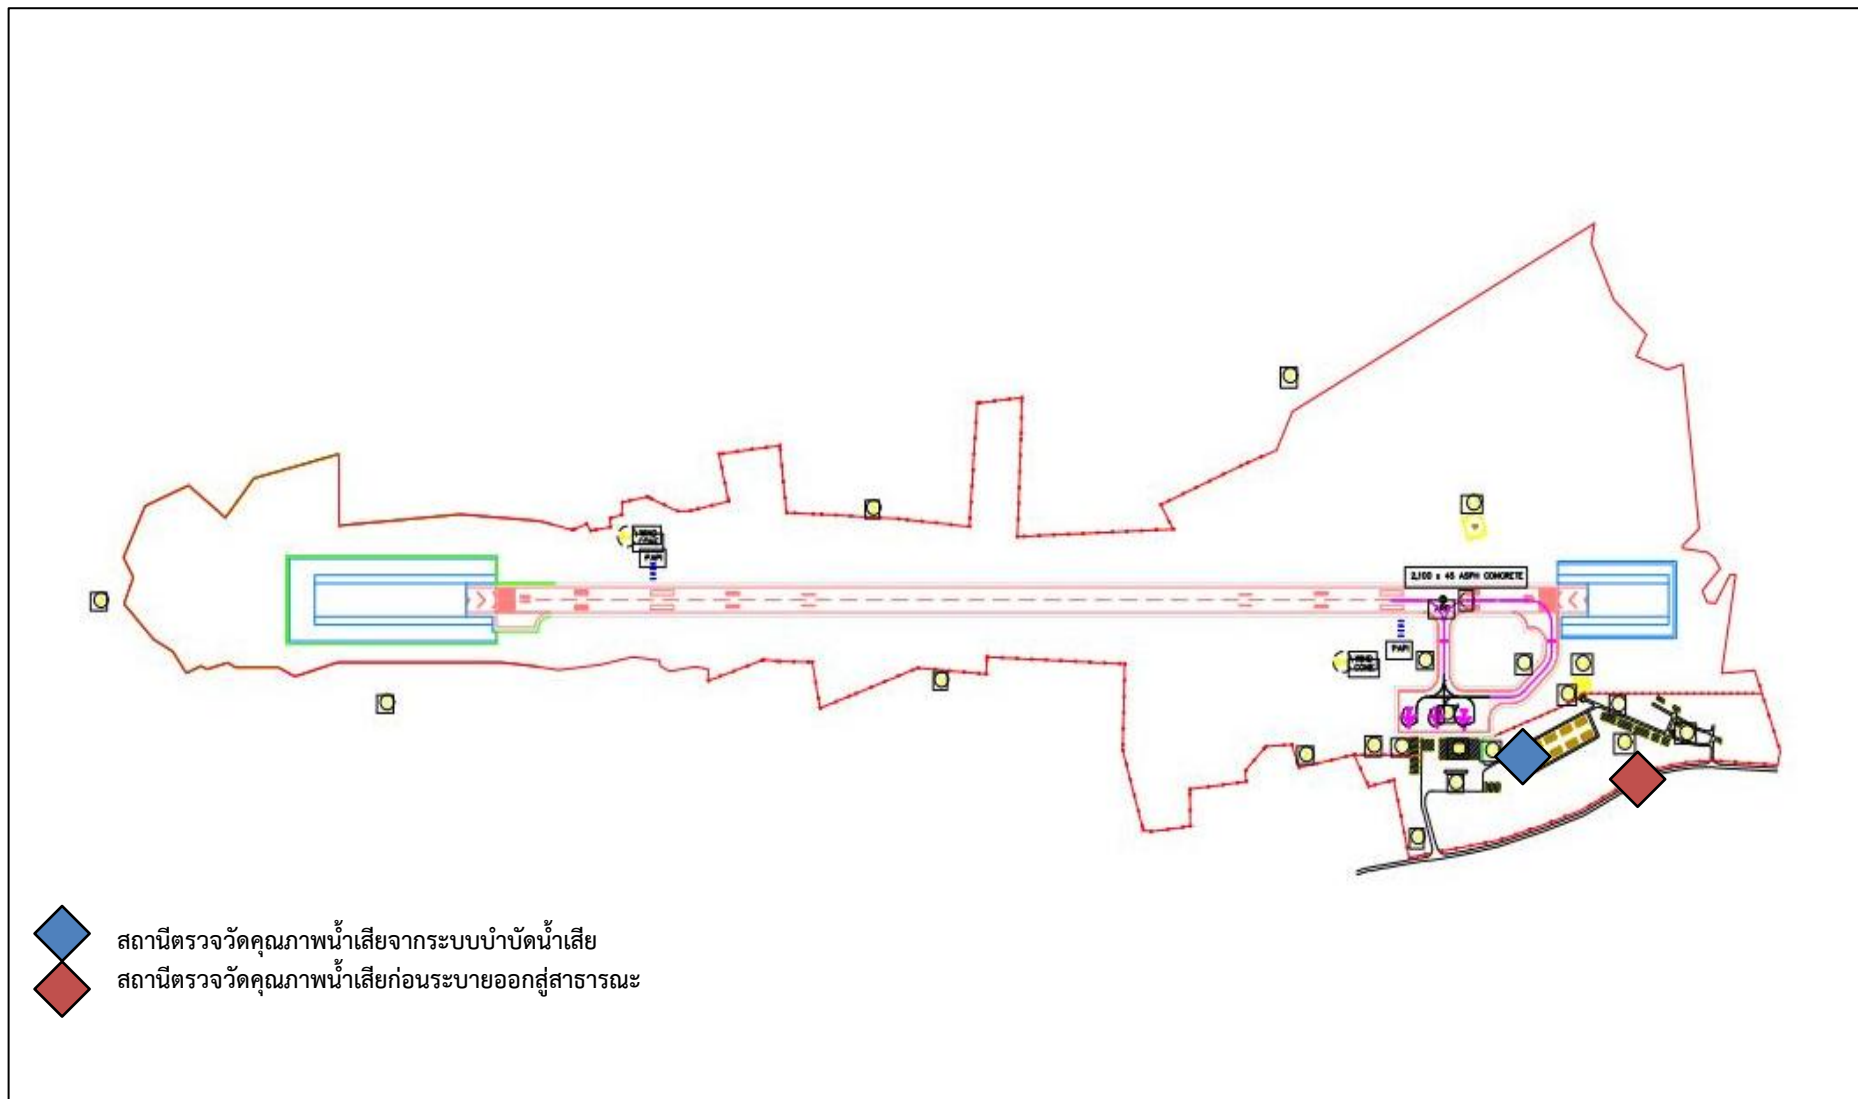 WIND
CONE
PAPI
2,100 x 45 ASPH CONCRETE
PAPI
WIND
CONE
สถานีตรวจวัดคุณภาพน้ำเสียจากระบบบำบัดน้ำเสีย
สถานีตรวจวัดคุณภาพน้ำเสียก่อนระบายออกสู่สาธารณะ